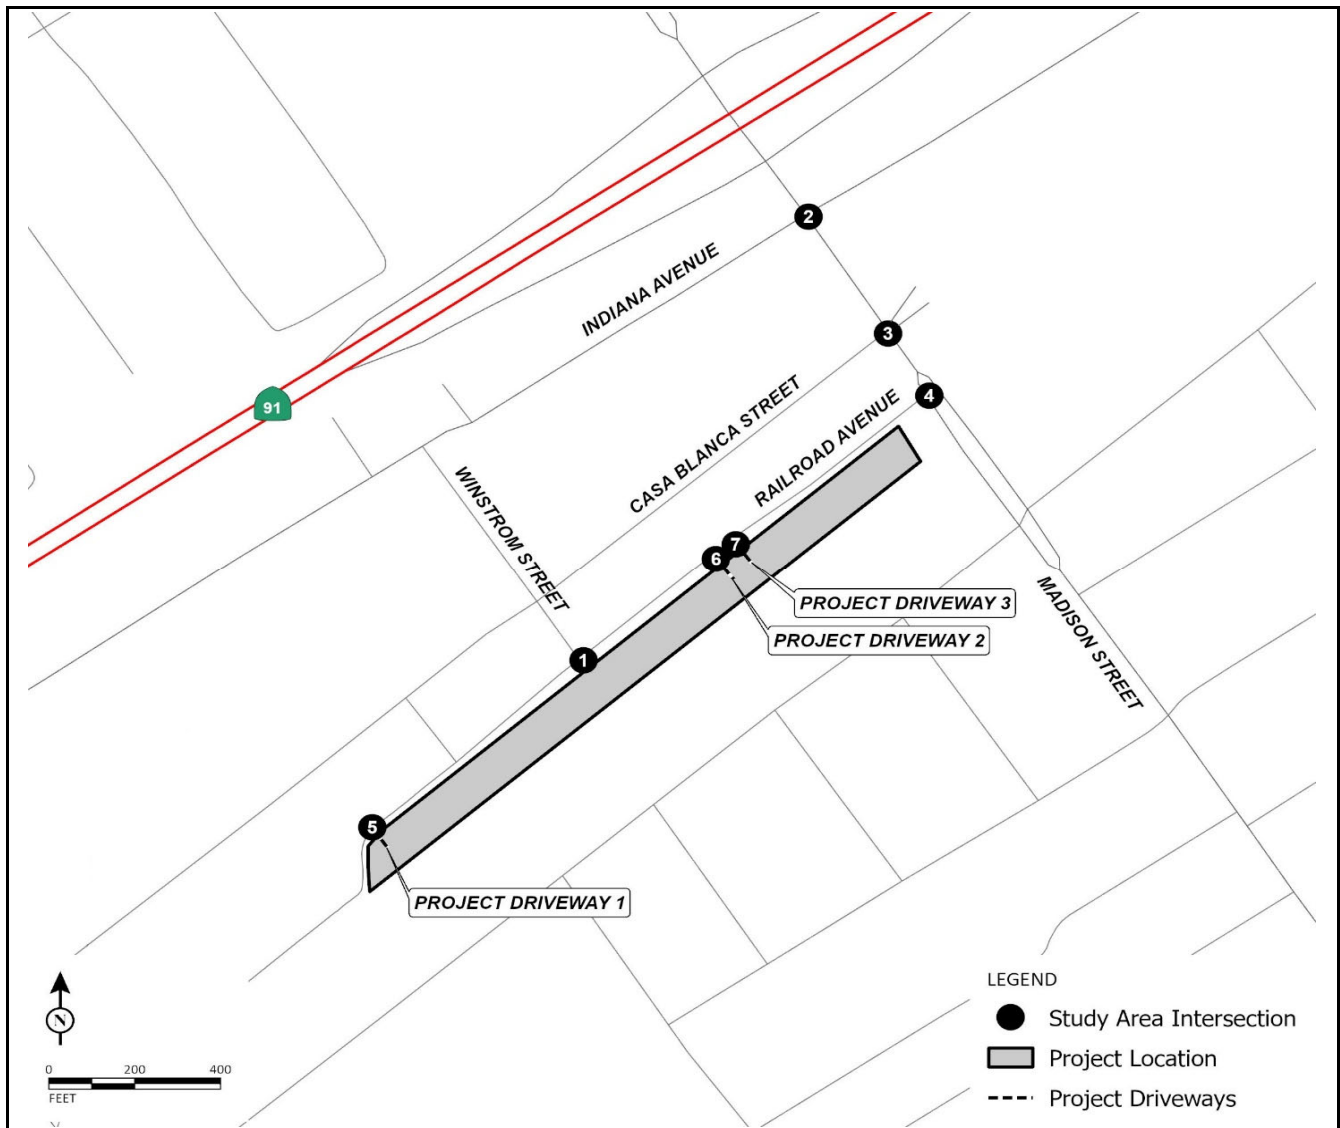 2
INDIANA AVENUE
3
91
4
CASA BLANCA STREET
RAILROAD AVENUE
WINSTROM STREET
7
6
PROJECT DRIVEWAY 3
PROJECT DRIVEWAY 2
MADISON STREET
1
5
PROJECT DRIVEWAY 1
N
0 200 400
FEET
LEGEND
Study Area Intersection
Project Location
Project Driveways